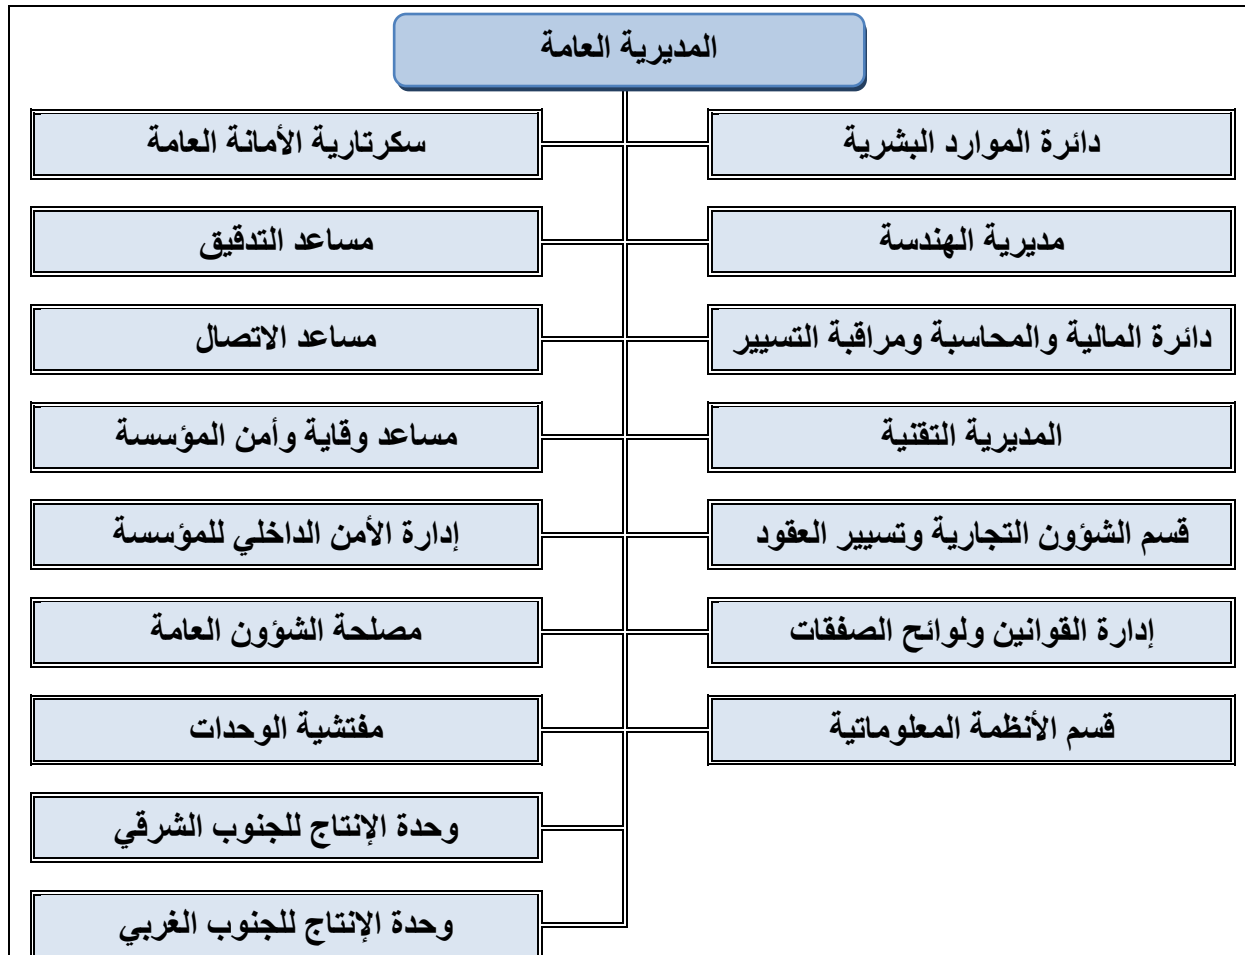 المديرية العامة
دائرة الموارد البشرية
سكرتارية الأمانة العامة
مديرية الهندسة
مساعد التدقيق
دائرة المالية والمحاسبة ومراقبة التسيير
مساعد الاتصال
المديرية التقنية
مساعد وقاية وأمن المؤسسة
قسم الشؤون التجارية وتسيير العقود
إدارة الأمن الداخلي للمؤسسة
إدارة القوانين ولوائح الصفقات
مصلحة الشؤون العامة
قسم الأنظمة المعلوماتية
مفتشية الوحدات
وحدة الإنتاج للجنوب الشرقي
وحدة الإنتاج للجنوب الغربي